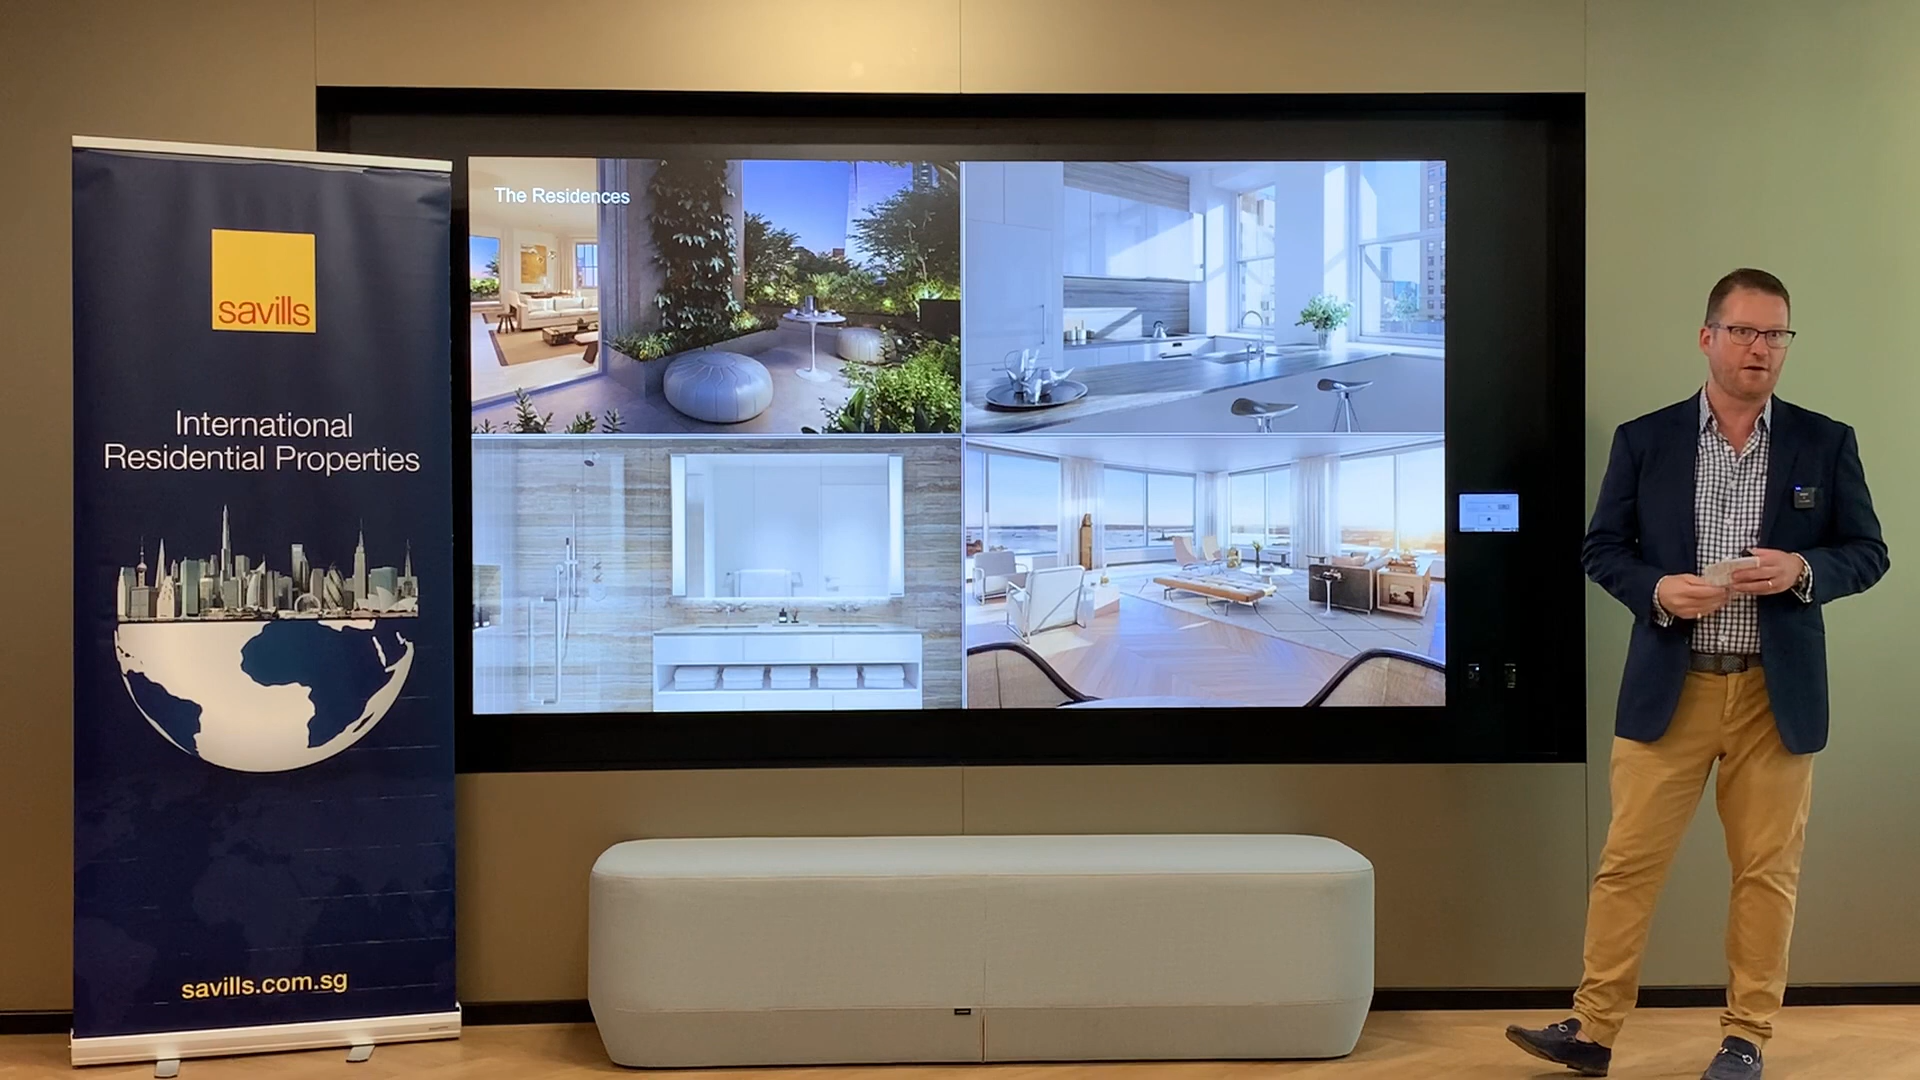 savills
International
Residential Properties
savills.com.sg
The Residences